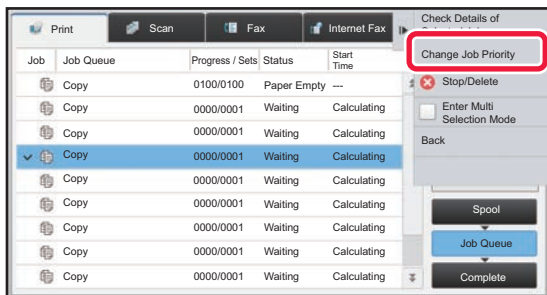 Print
Scan
Fax
Internet Fax
Check Details of
Change Job Priority
Stop/Delete
Enter Multi
Selection Mode
Back
Job Job Queue Progress / Sets Status Start
Time
Copy 0100/0100 Paper Empty ---
Copy 0000/0001 Waiting Calculating
Copy 0000/0001 Waiting Calculating
Copy 0000/0001 Waiting Calculating
Copy 0000/0001 Waiting Calculating
Copy 0000/0001 Waiting Calculating
Copy 0000/0001 Waiting Calculating
Copy 0000/0001 Waiting Calculating
Copy 0000/0001 Waiting Calculating
Spool
Job Queue
Complete